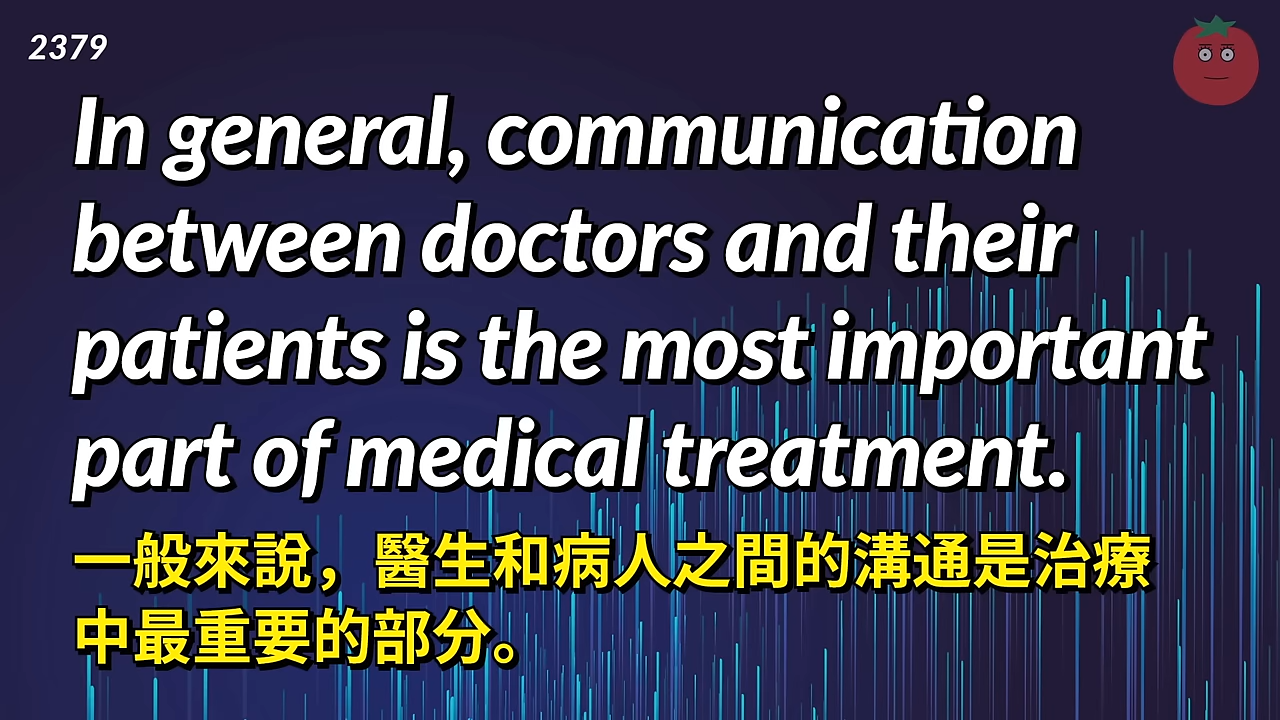 2379
In general, communication
between doctors and their
patients is the most important
part of medical treatment.
一般來說，醫生和病人之間的溝通是治療
中最重要的部分。